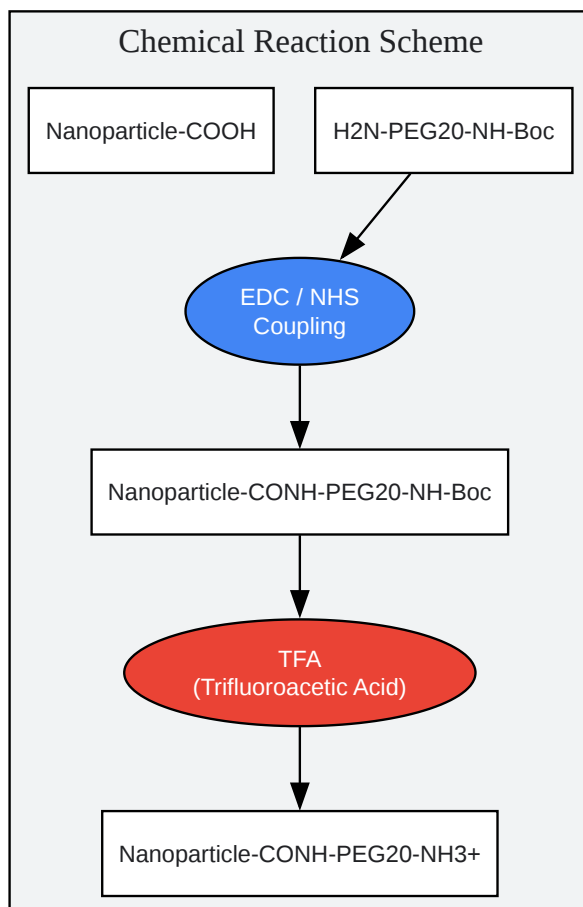 Chemical Reaction Scheme
Nanoparticle-COOH
H2N-PEG20-NH-Boc
EDC / NHS
Coupling
Nanoparticle-CONH-PEG20-NH-Boc
TFA
(Trifluoroacetic Acid)
Nanoparticle-CONH-PEG20-NH3+